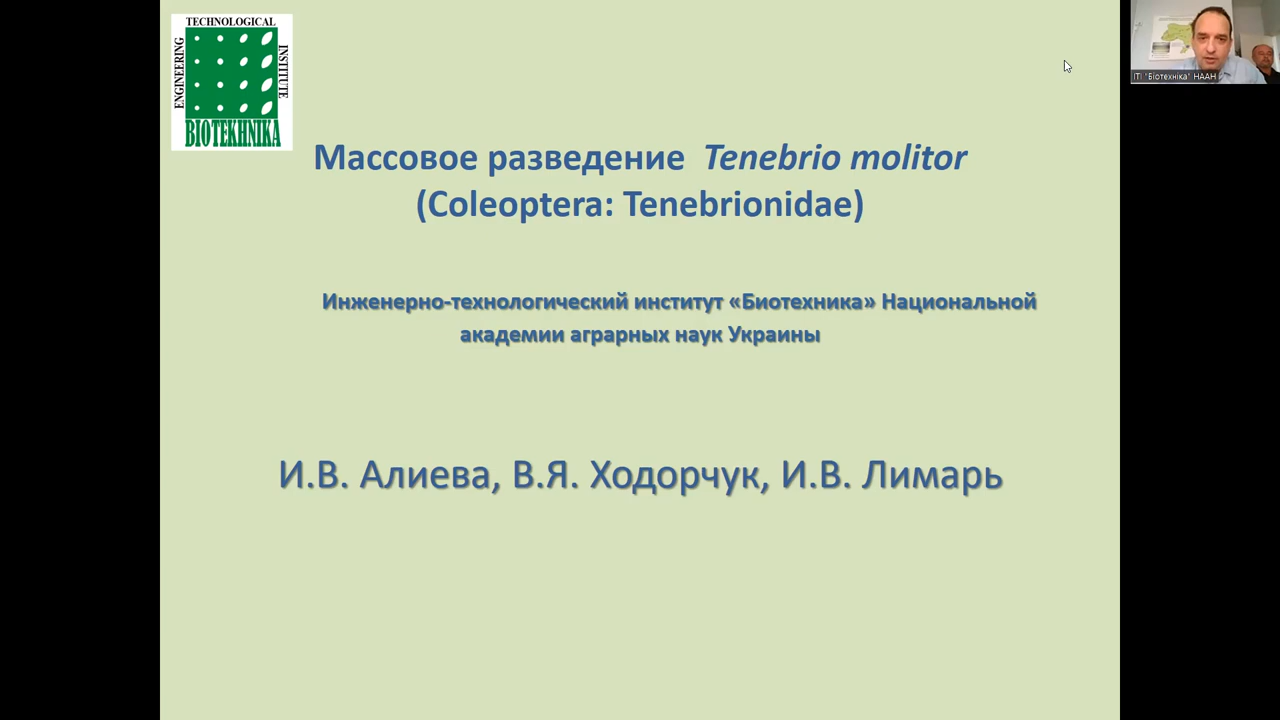 TECHNOLOGICAL
ENGINEERING
INSTITUTE
BIOTEKHNIKA
Массовое разведение Tenebrio molitor
(Coleoptera: Tenebrionidae)
Инженерно-технологический институт «Биотехника» Национальной
академии аграрных наук Украины
И.В. Алиева, В.Я. Ходорчук, И.В. Лимарь
ІТІ "Біотехніка" НААН